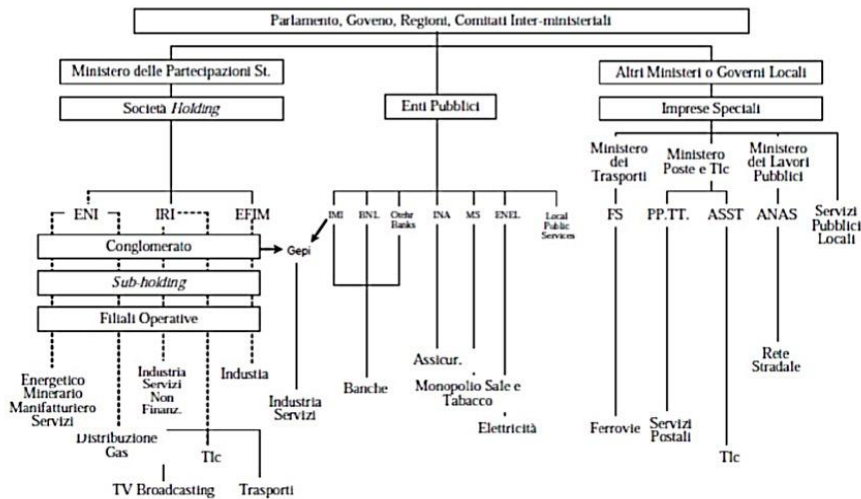 Parlamento, Goveno, Regioni, Comitati Inter-ministeriali
Ministero delle Partecipazioni St.
Altri Ministeri o Governi Locali
Società Holding
Enti Pubblici
Imprese Speciali
Ministero
dei
Trasporti
Ministero
Poste e Tlc
Ministero
dei Lavori
Pubblici
ENI
IRI
EFIM
IMI
BNL
Otehr
Banks
INA
MS
ENEL
Local
Public
Services
FS
PP.TT.
ASST
ANAS
Servizi
Pubblici
Locali
Conglomerato
Gepi
Sub-holding
Filiali Operative
Energetico
Minerario
Manifatturiero
Servizi
Industria
Servizi
Non
Finanz.
Industia
Industria
Servizi
Banche
Assicur.
Monopolio Sale e
Tabacco
Elettricità
Rete
Stradale
Ferrovie
Servizi
Postali
Tlc
Distribuzione
Gas
Tlc
TV Broadcasting
Trasporti